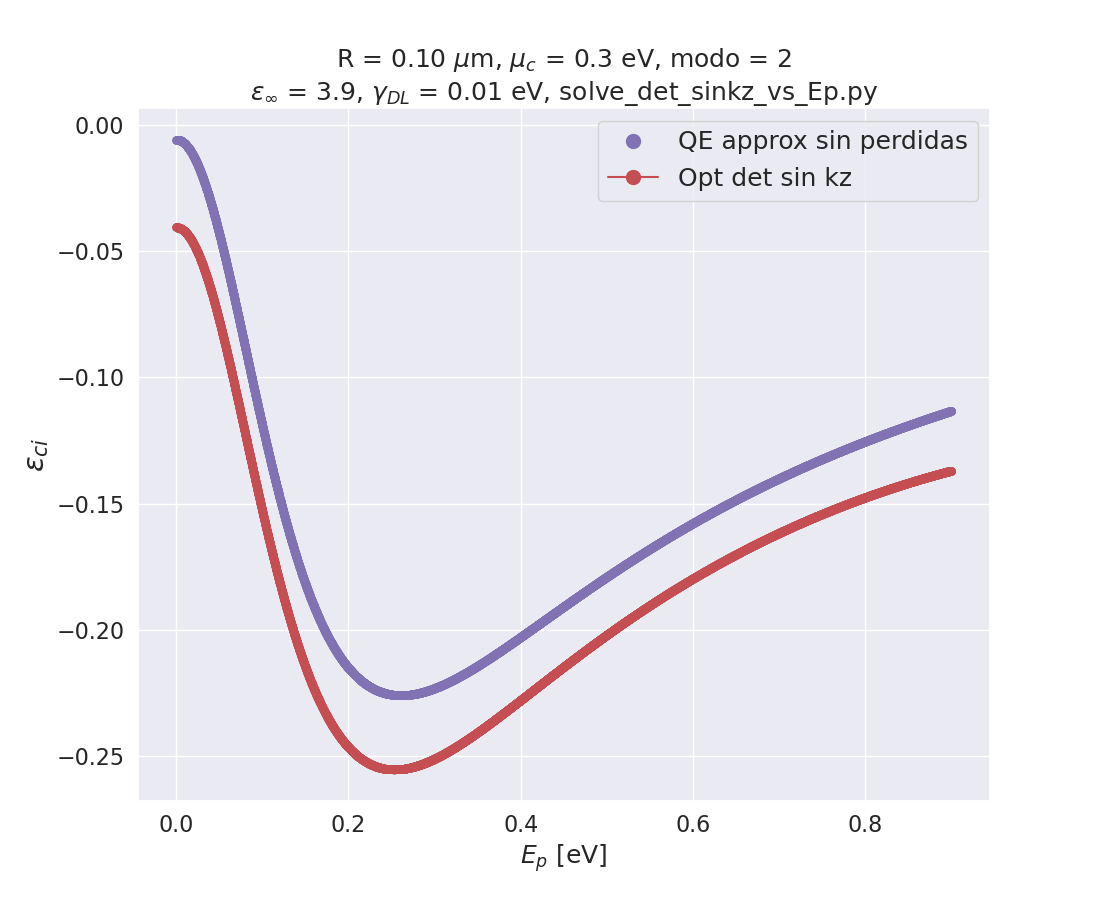 R = 0.10 μm, μ_c = 0.3 eV, modo = 2
ε_∞ = 3.9, γ_DL = 0.01 eV, solve_det_sinkz_vs_Ep.py
QE approx sin perdidas
Opt det sin kz
0.00
−0.05
−0.10
−0.15
−0.20
−0.25
ε_ci
0.0 0.2 0.4 0.6 0.8
E_p [eV]